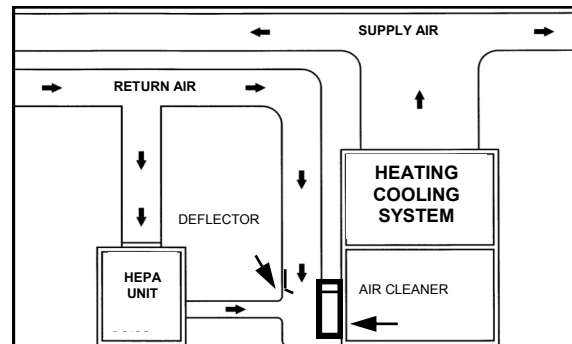 SUPPLY AIR
RETURN AIR
HEATING
COOLING
SYSTEM
DEFLECTOR
HEPA
UNIT
AIR CLEANER